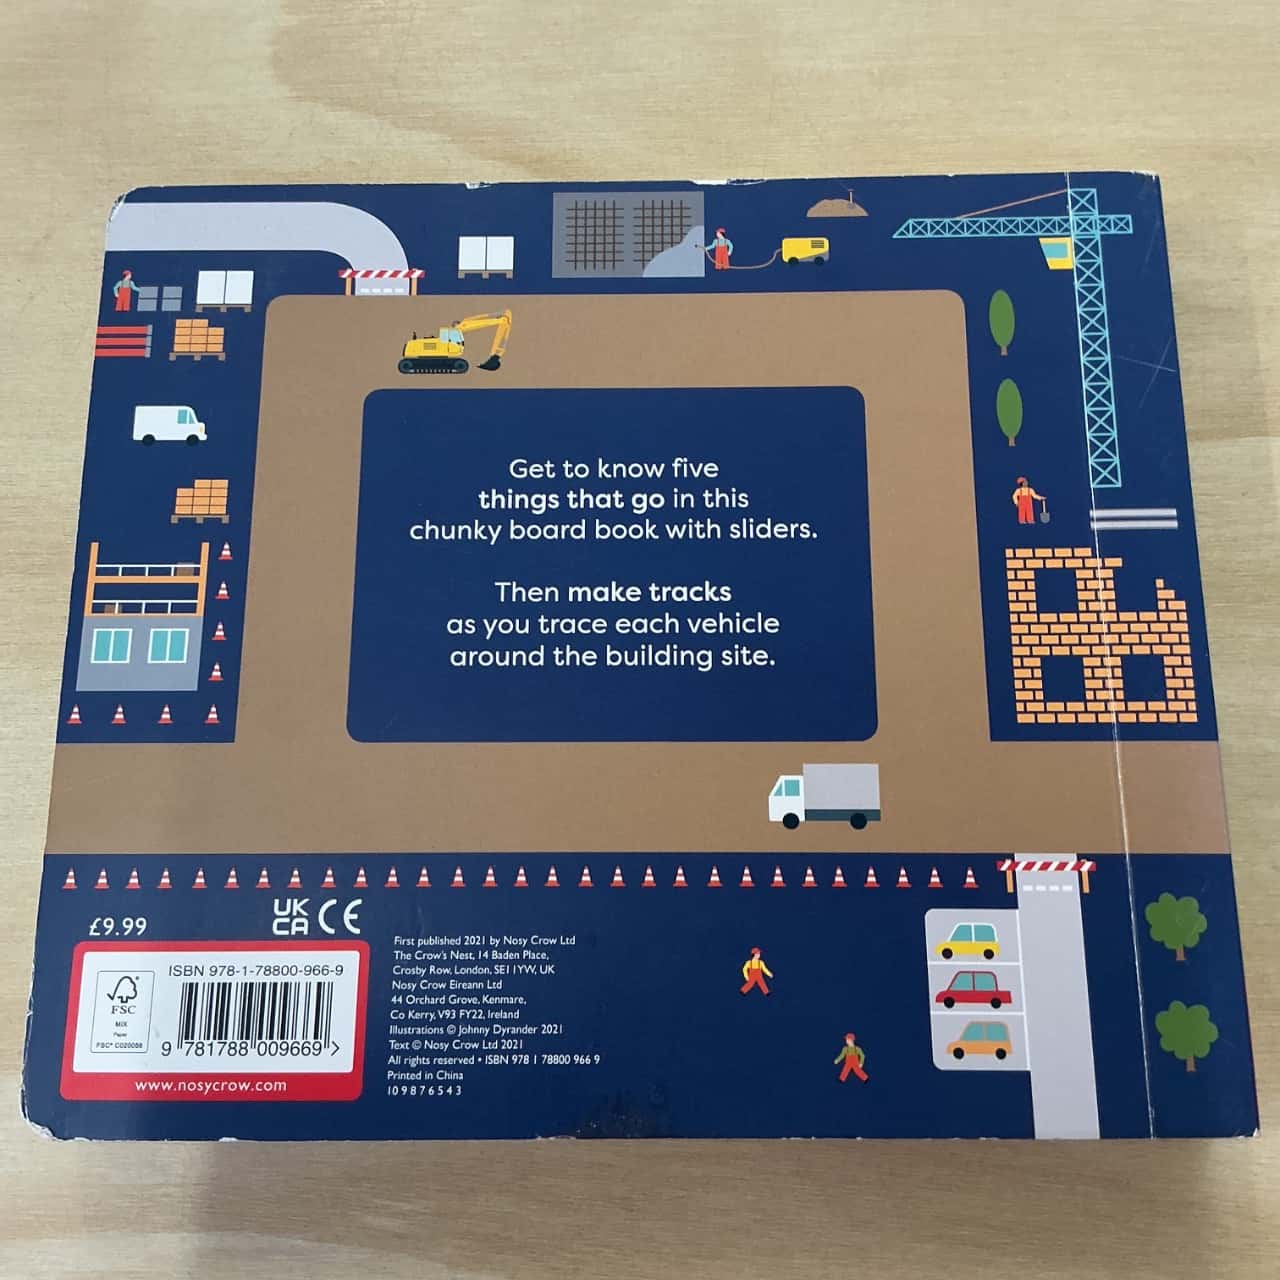 Get to know five
things that go in this
chunky board book with sliders.
Then make tracks
as you trace each vehicle
around the building site.
£9.99
UK
CA CE
ISBN 978-1-78800-966-9
FSC
MIX
Paper
FSC® C020056
9 781788 009669 >
www.nosycrow.com
First published 2021 by Nosy Crow Ltd
The Crow's Nest, 14 Baden Place,
Crosby Row, London, SE1 1YW, UK
Nosy Crow Eireann Ltd
44 Orchard Grove, Kenmare,
Co Kerry, V93 FY22, Ireland
Illustrations © Johnny Dyrander 2021
Text © Nosy Crow Ltd 2021
All rights reserved • ISBN 978 1 78800 966 9
Printed in China
10 9 8 7 6 5 4 3